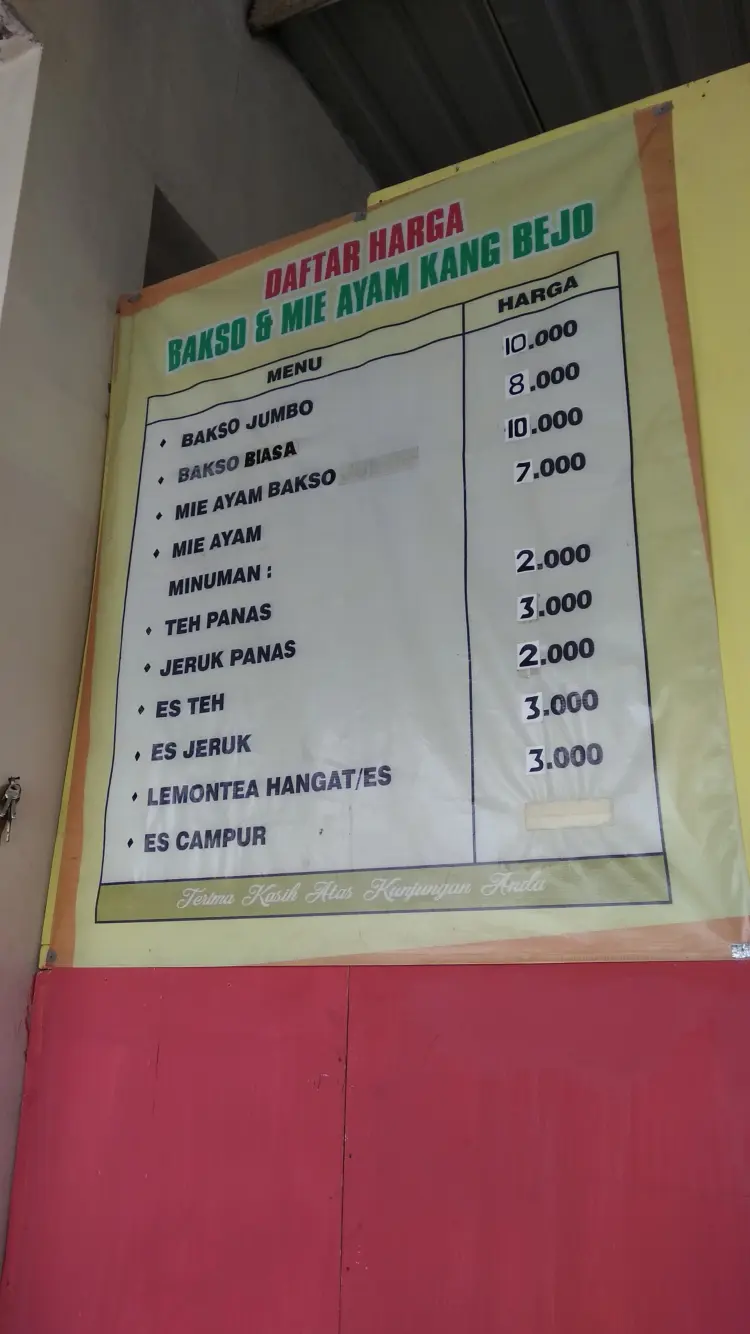 DAFTAR HARGA
BAKSO & MIE AYAM KANG BEJO
MENU HARGA
BAKSO JUMBO 10.000
BAKSO BIASA 8.000
MIE AYAM BAKSO 10.000
MIE AYAM 7.000
MINUMAN :
TEH PANAS 2.000
JERUK PANAS 3.000
ES TEH 2.000
ES JERUK 3.000
LEMONTEA HANGAT/ES 3.000
ES CAMPUR
Terima Kasih Atas Kunjungan Anda